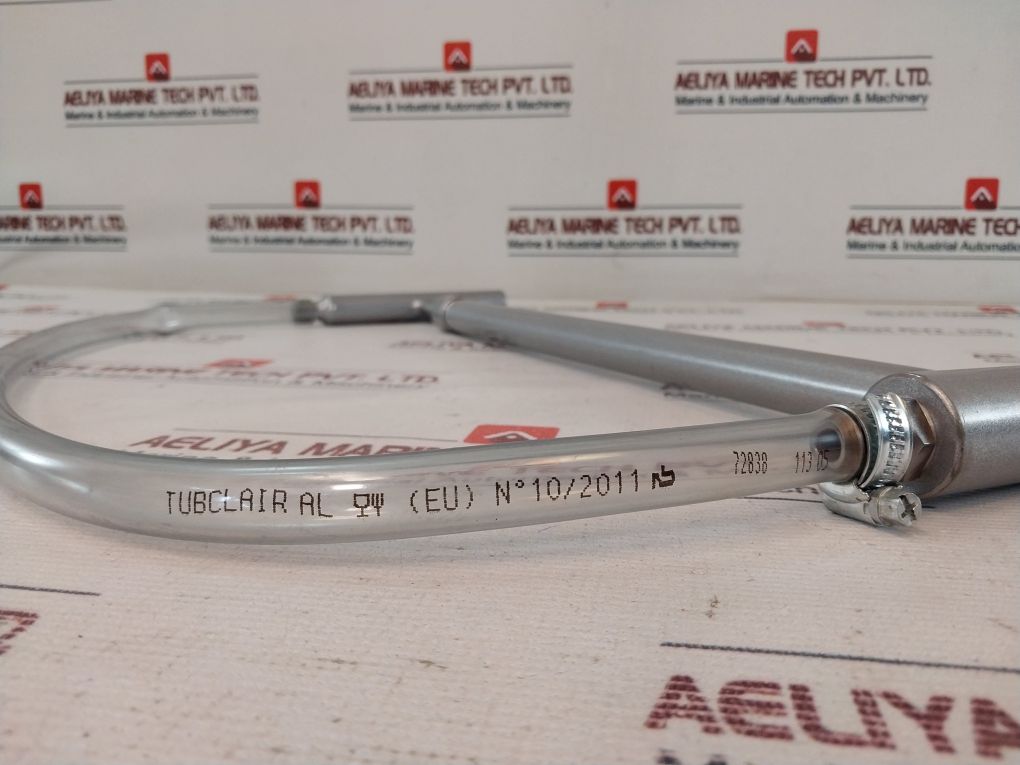 AELIYA MARINE TECH PVT. LTD.
Marine & Industrial Automation & Machinery
AELIYA MARINE TECH PVT. LTD.
Marine & Industrial Automation & Machinery
AELIYA MARINE TECH PVT. LTD.
Marine & Industrial Automation & Machinery
MARINE TECH PVT. LTD.
Industrial Automation & Machinery
AELIYA MARINE TECH PVT. LTD.
Marine & Industrial Automation & Machinery
AELIYA MARINE TECH PVT. LTD.
Marine & Industrial Automation & Machinery
AELIYA MARINE TECH
Marine & Industrial Automation &
TECH PVT. LTD.
AELIYA MARINE
TUBCLAIR AL (EU) N°10/2011 72838 113 05
AELIYA